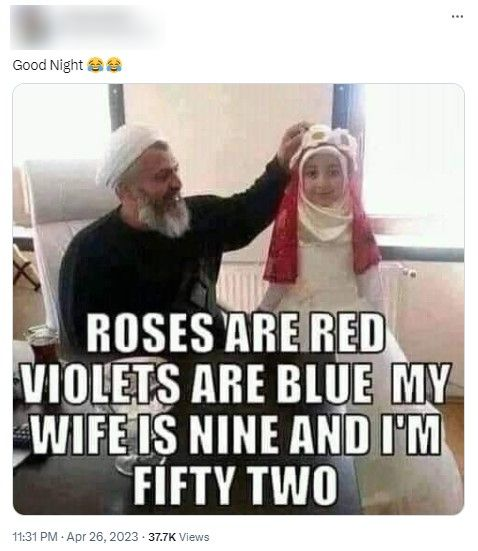 Good Night 😂😂
ROSES ARE RED
VIOLETS ARE BLUE MY
WIFE IS NINE AND I'M
FIFTY TWO
11:31 PM · Apr 26, 2023 · 37.7K Views